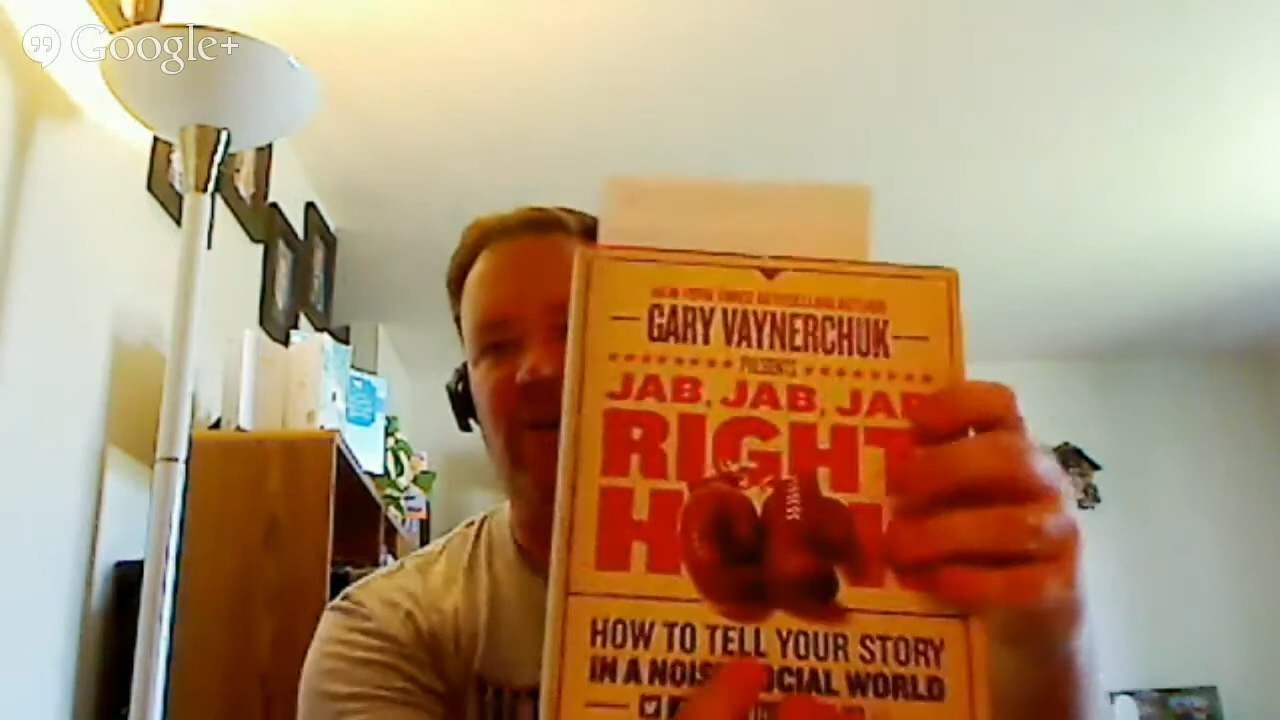 Google+
NEW YORK TIMES BESTSELLING AUTHOR
GARY VAYNERCHUK
PRESENTS
JAB, JAB, JAB
RIGHT
H
HOW TO TELL YOUR STORY
IN A NOISY SOCIAL WORLD